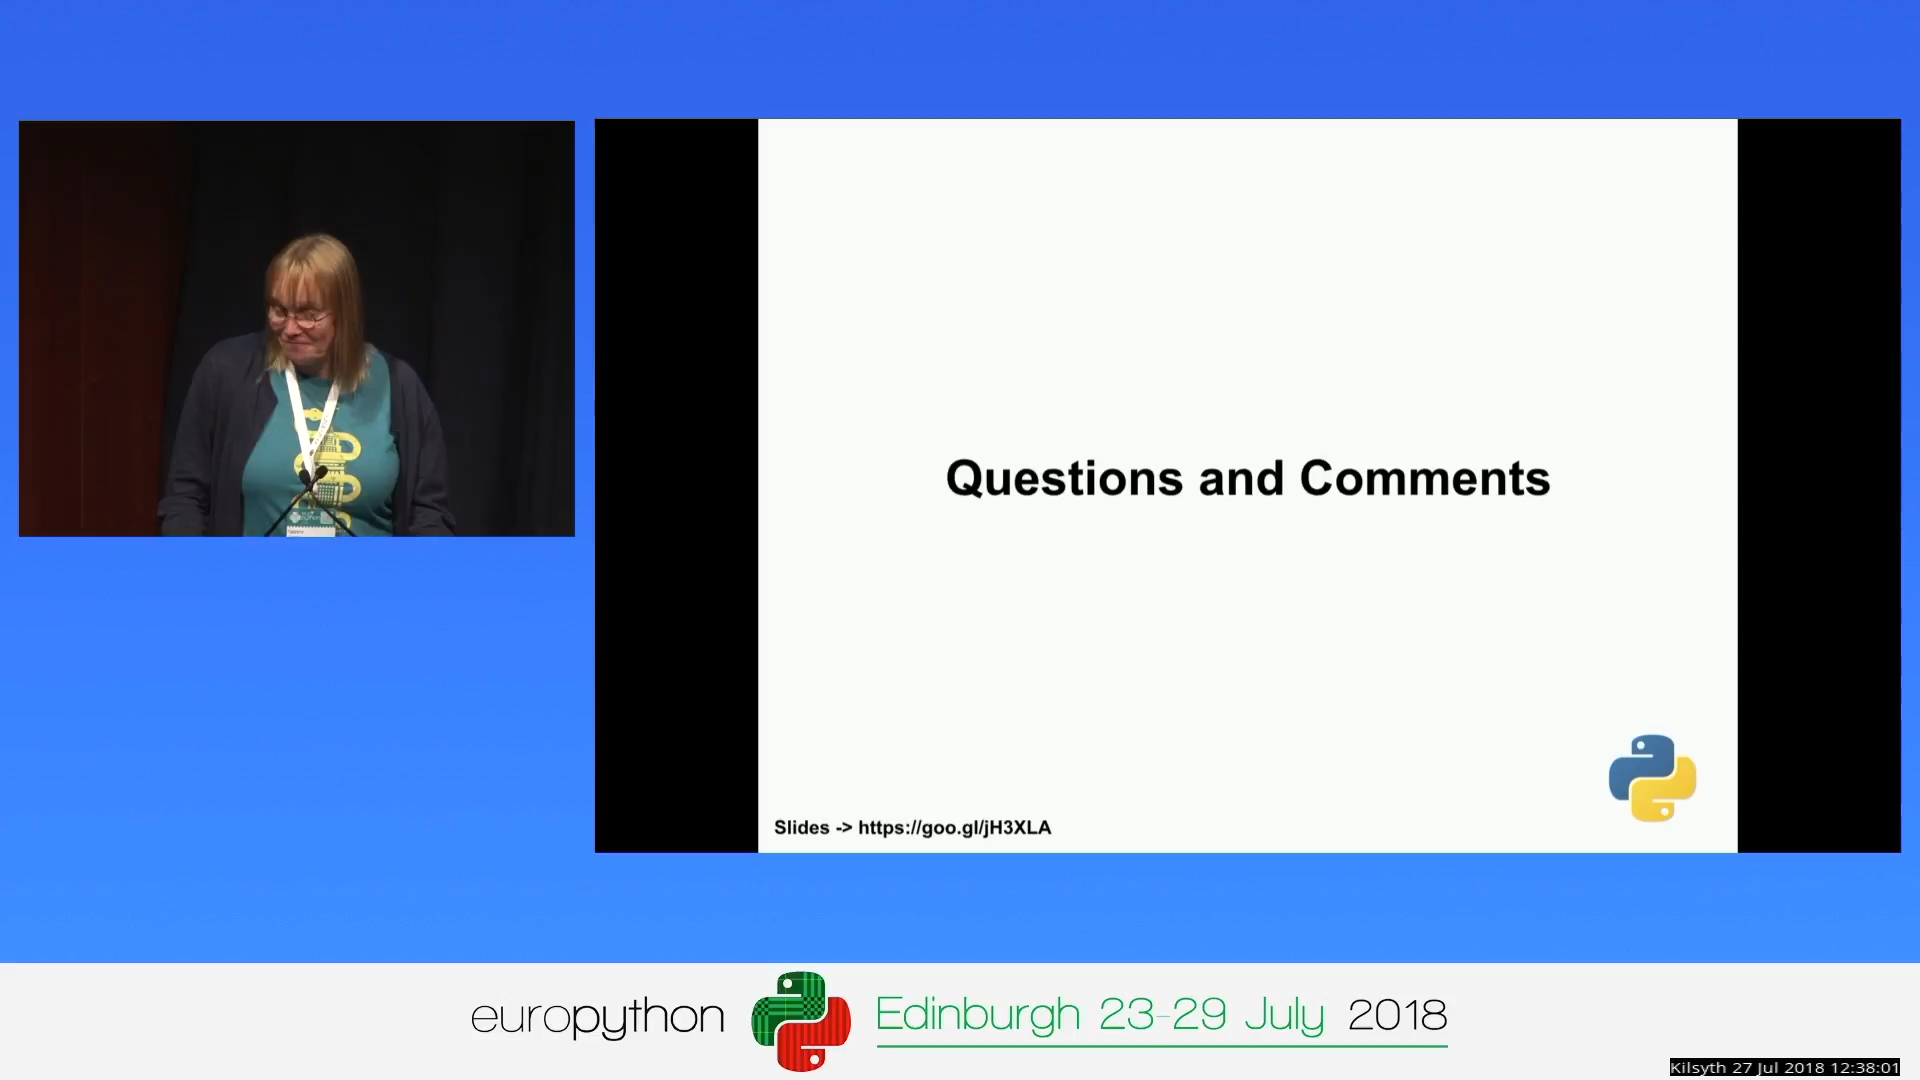 Questions and Comments
Slides -> https://goo.gl/jH3XLA
europython
Edinburgh 23-29 July 2018
Kilsyth 27 Jul 2018 12:38:01